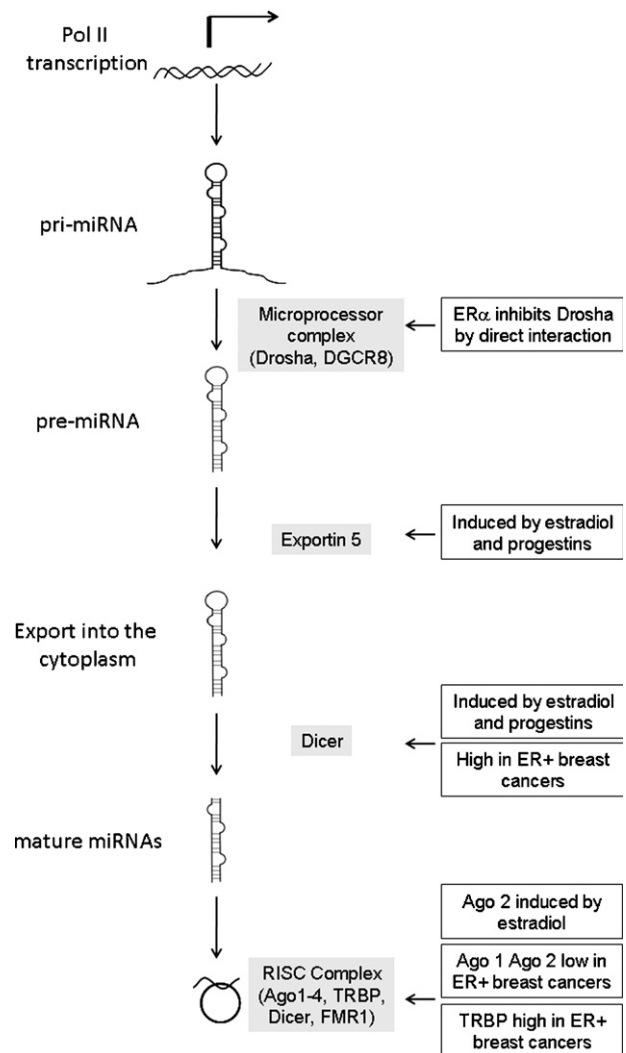 Pol II
transcription
pri-miRNA
Microprocessor
complex
(Drosha, DGCR8)
ERα inhibits Drosha
by direct interaction
pre-miRNA
Exportin 5
Induced by estradiol
and progestins
Export into the
cytoplasm
Dicer
Induced by estradiol
and progestins
High in ER+ breast
cancers
mature miRNAs
RISC Complex
(Ago1-4, TRBP,
Dicer, FMR1)
Ago 2 induced by
estradiol
Ago 1 Ago 2 low in
ER+ breast cancers
TRBP high in ER+
breast cancers